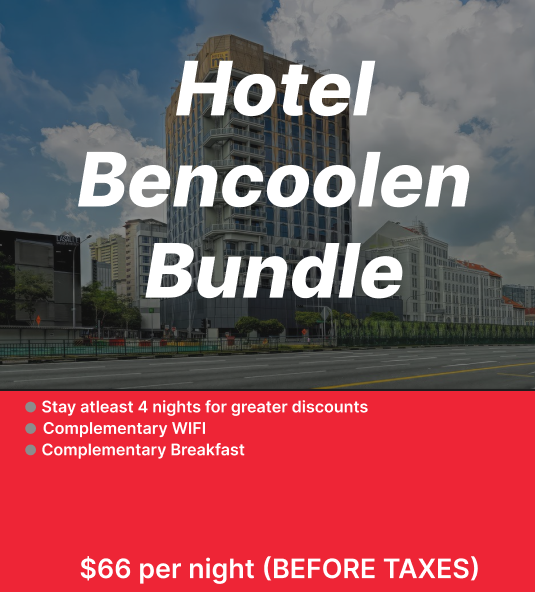 Hotel
Bencoolen
Bundle
Stay atleast 4 nights for greater discounts
Complementary WIFI
Complementary Breakfast
$66 per night (BEFORE TAXES)